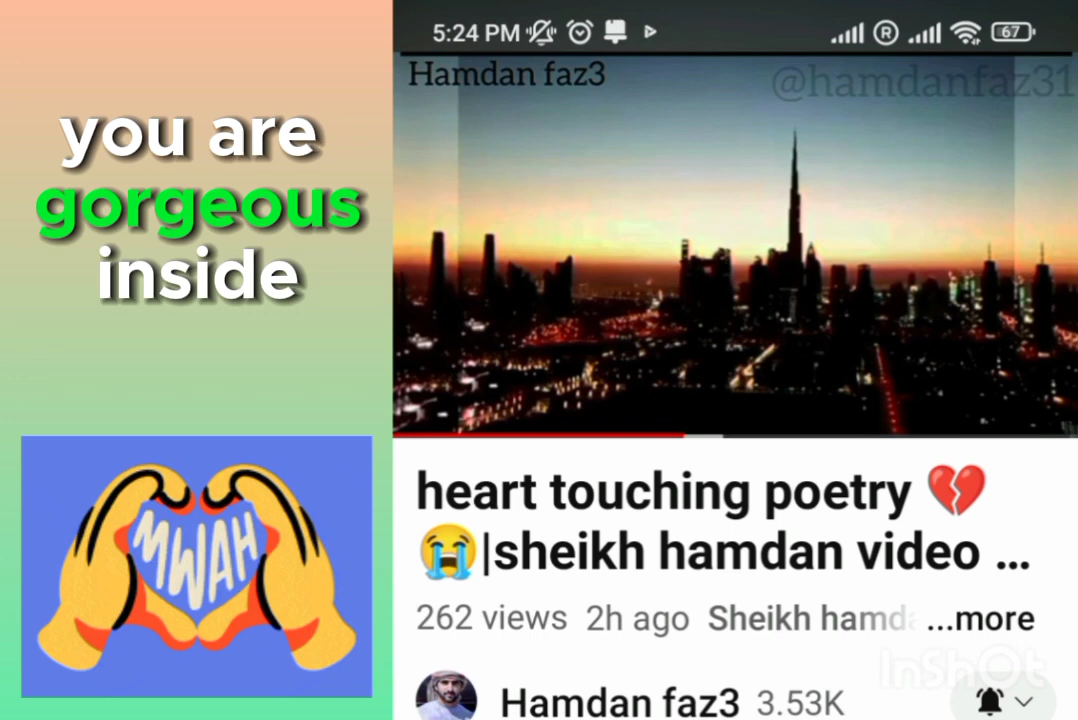 you are
gorgeous
inside
MWAH
5:24 PM
R
67
Hamdan faz3
@hamdanfaz31
heart touching poetry 💔
😭|sheikh hamdan video ...
262 views 2h ago Sheikh hamda ...more
InShOt
Hamdan faz3 3.53K